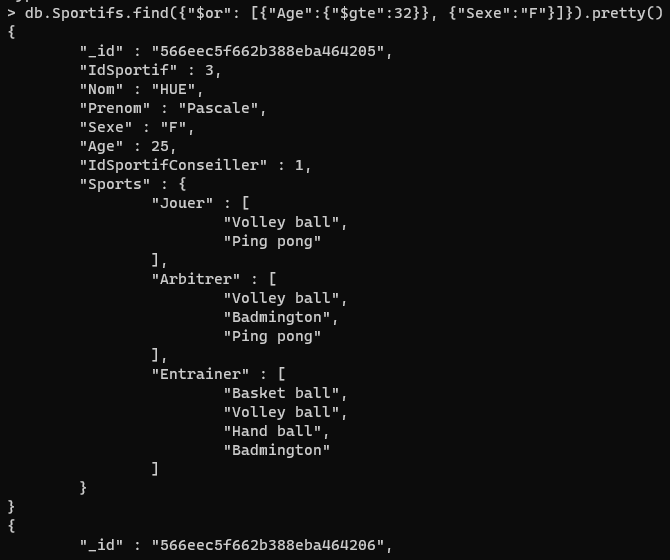 > db.Sportifs.find({"$or": [{"Age":{"$gte":32}}, {"Sexe":"F"}]}).pretty()
{
        "_id" : "566eec5f662b388eba464205",
        "IdSportif" : 3,
        "Nom" : "HUE",
        "Prenom" : "Pascale",
        "Sexe" : "F",
        "Age" : 25,
        "IdSportifConseiller" : 1,
        "Sports" : {
                "Jouer" : [
                        "Volley ball",
                        "Ping pong"
                ],
                "Arbitrer" : [
                        "Volley ball",
                        "Badmington",
                        "Ping pong"
                ],
                "Entrainer" : [
                        "Basket ball",
                        "Volley ball",
                        "Hand ball",
                        "Badmington"
                ]
        }
}
{
        "_id" : "566eec5f662b388eba464206",